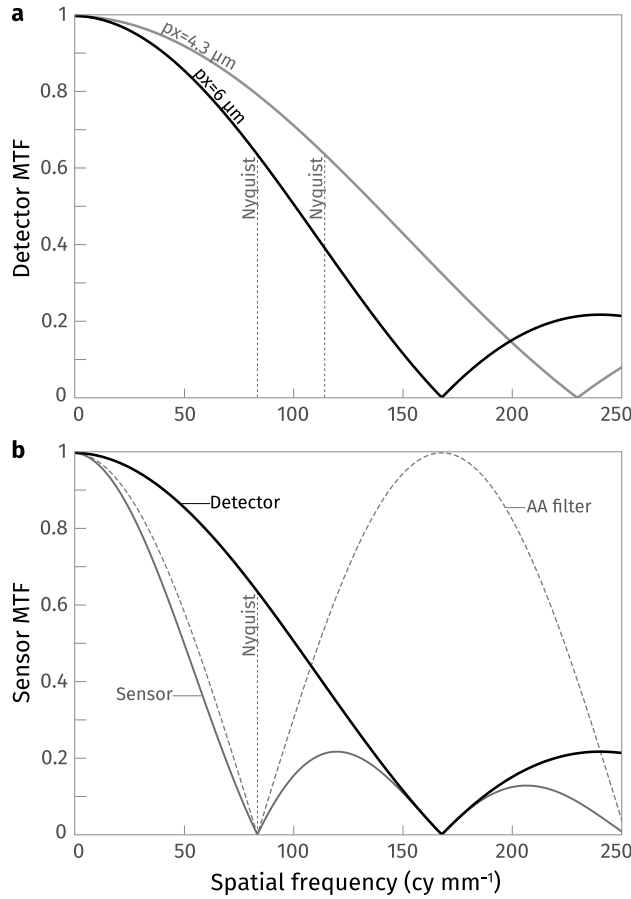 a
1
px=4.3 µm
px=6 µm
0.8
0.6
Nyquist
Nyquist
0.4
0.2
0
Detector MTF
0 50 100 150 200 250
b
1
Detector
AA filter
0.8
0.6
Nyquist
Sensor
0.4
0.2
0
Sensor MTF
0 50 100 150 200 250
Spatial frequency (cy mm⁻¹)